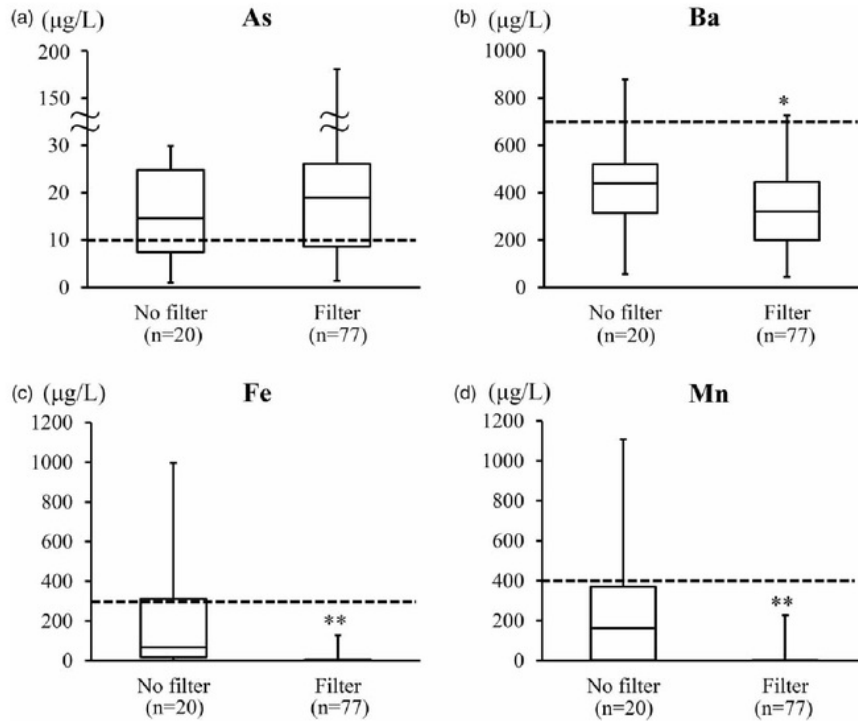 (a) (µg/L) As
200
150
30
20
10
0
No filter Filter
(n=20) (n=77)
(b) (µg/L) Ba
1000
800
*
600
400
200
0
No filter Filter
(n=20) (n=77)
(c) (µg/L) Fe
1200
1000
800
600
400
200 **
0
No filter Filter
(n=20) (n=77)
(d) (µg/L) Mn
1200
1000
800
600
400
**
200
0
No filter Filter
(n=20) (n=77)